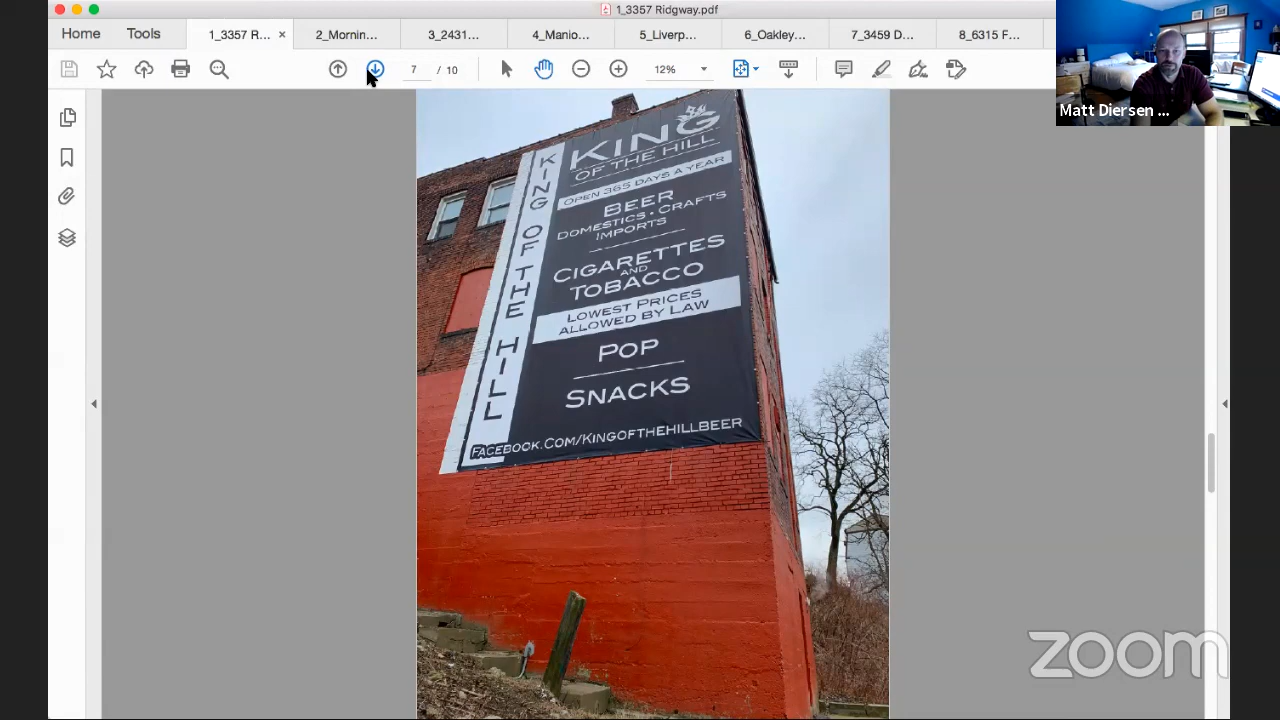 1_3357 Ridgway.pdf
Home
Tools
1_3357 R...
2_Mornin...
3_2431...
4_Manio...
5_Liverp...
6_Oakley...
7_3459 D...
8_6315 F...
7 / 10
12%
Matt Diersen ...
KING OF THE HILL
KING
OF THE HILL
OPEN 365 DAYS A YEAR
BEER
DOMESTICS • CRAFTS
IMPORTS
CIGARETTES
AND
TOBACCO
LOWEST PRICES
ALLOWED BY LAW
POP
SNACKS
FACEBOOK.COM/KINGOFTHEHILLBEER
zoom